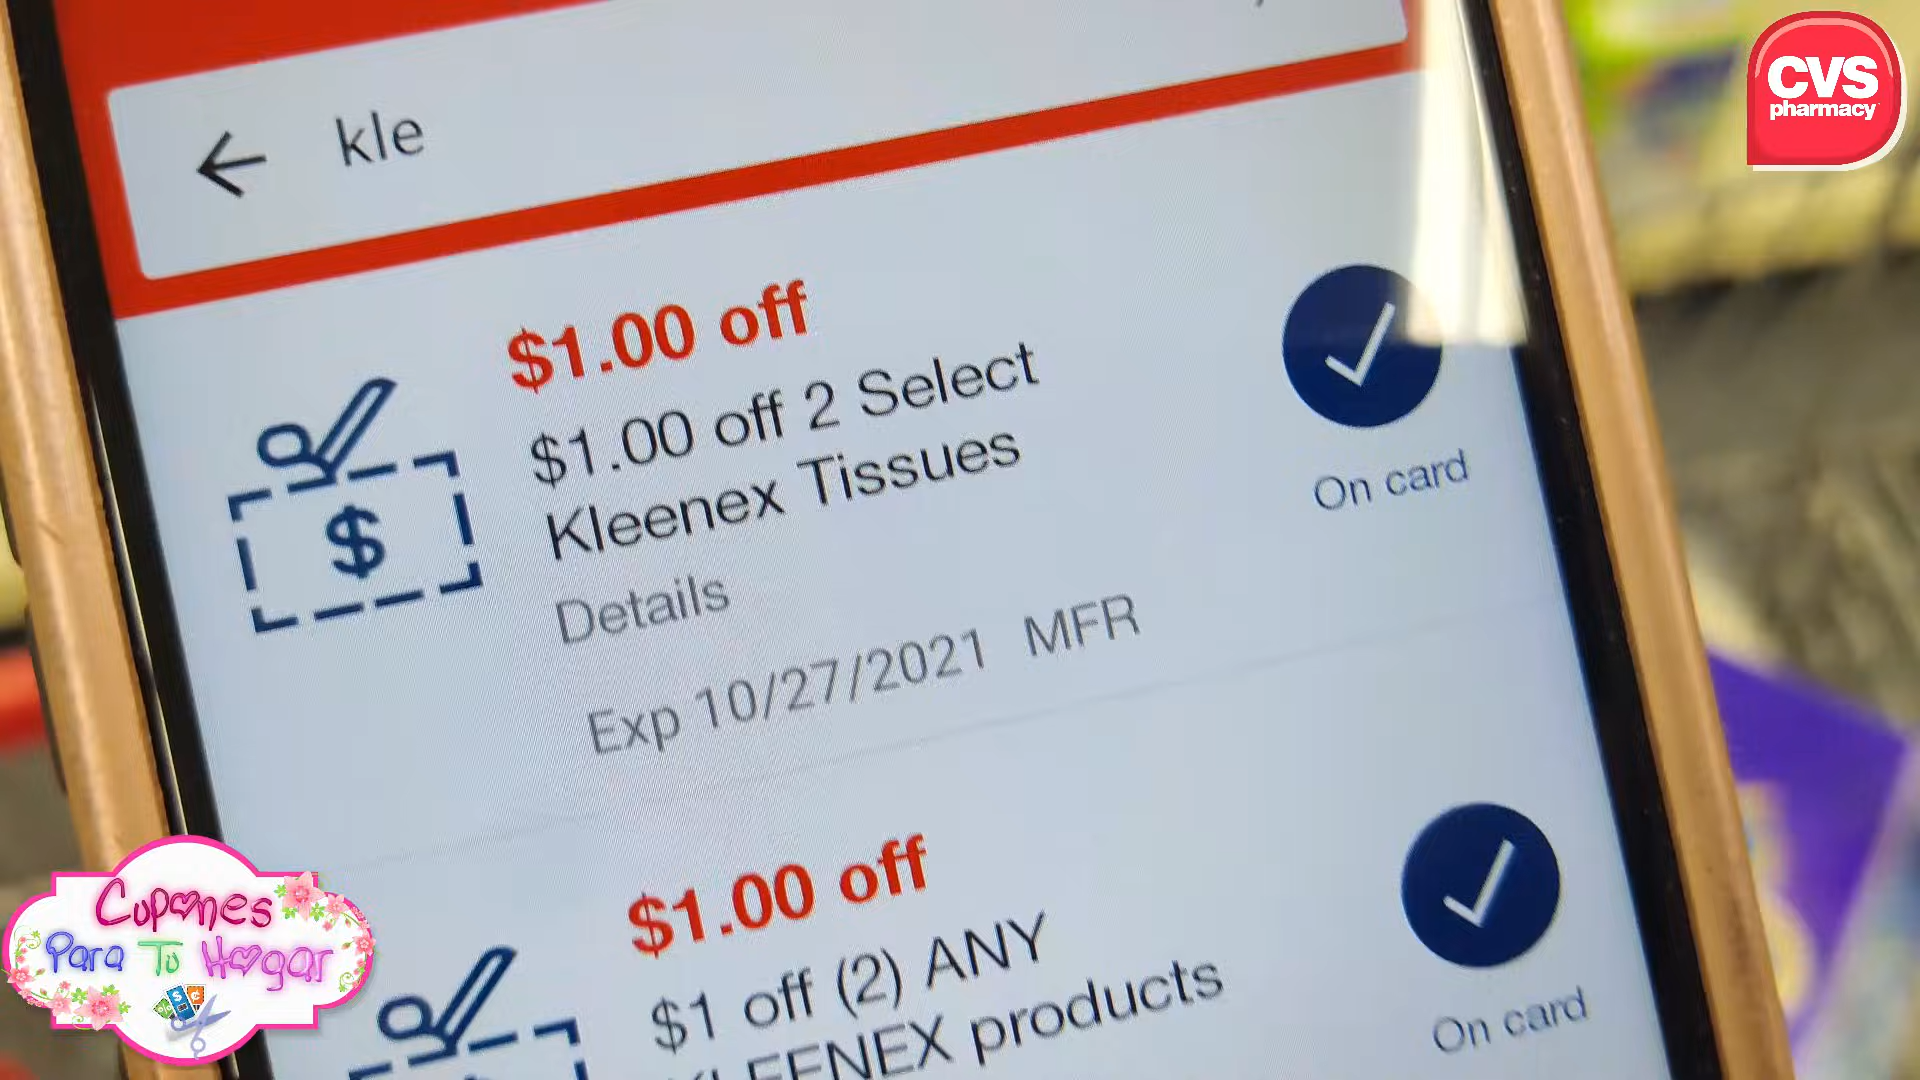 CVS
pharmacy
kle
$1.00 off
$1.00 off 2 Select
Kleenex Tissues
Details
Exp 10/27/2021 MFR
On card
$
$1.00 off
$1 off (2) ANY
KLEENEX products
On card
Cupones
Para Tu Hogar